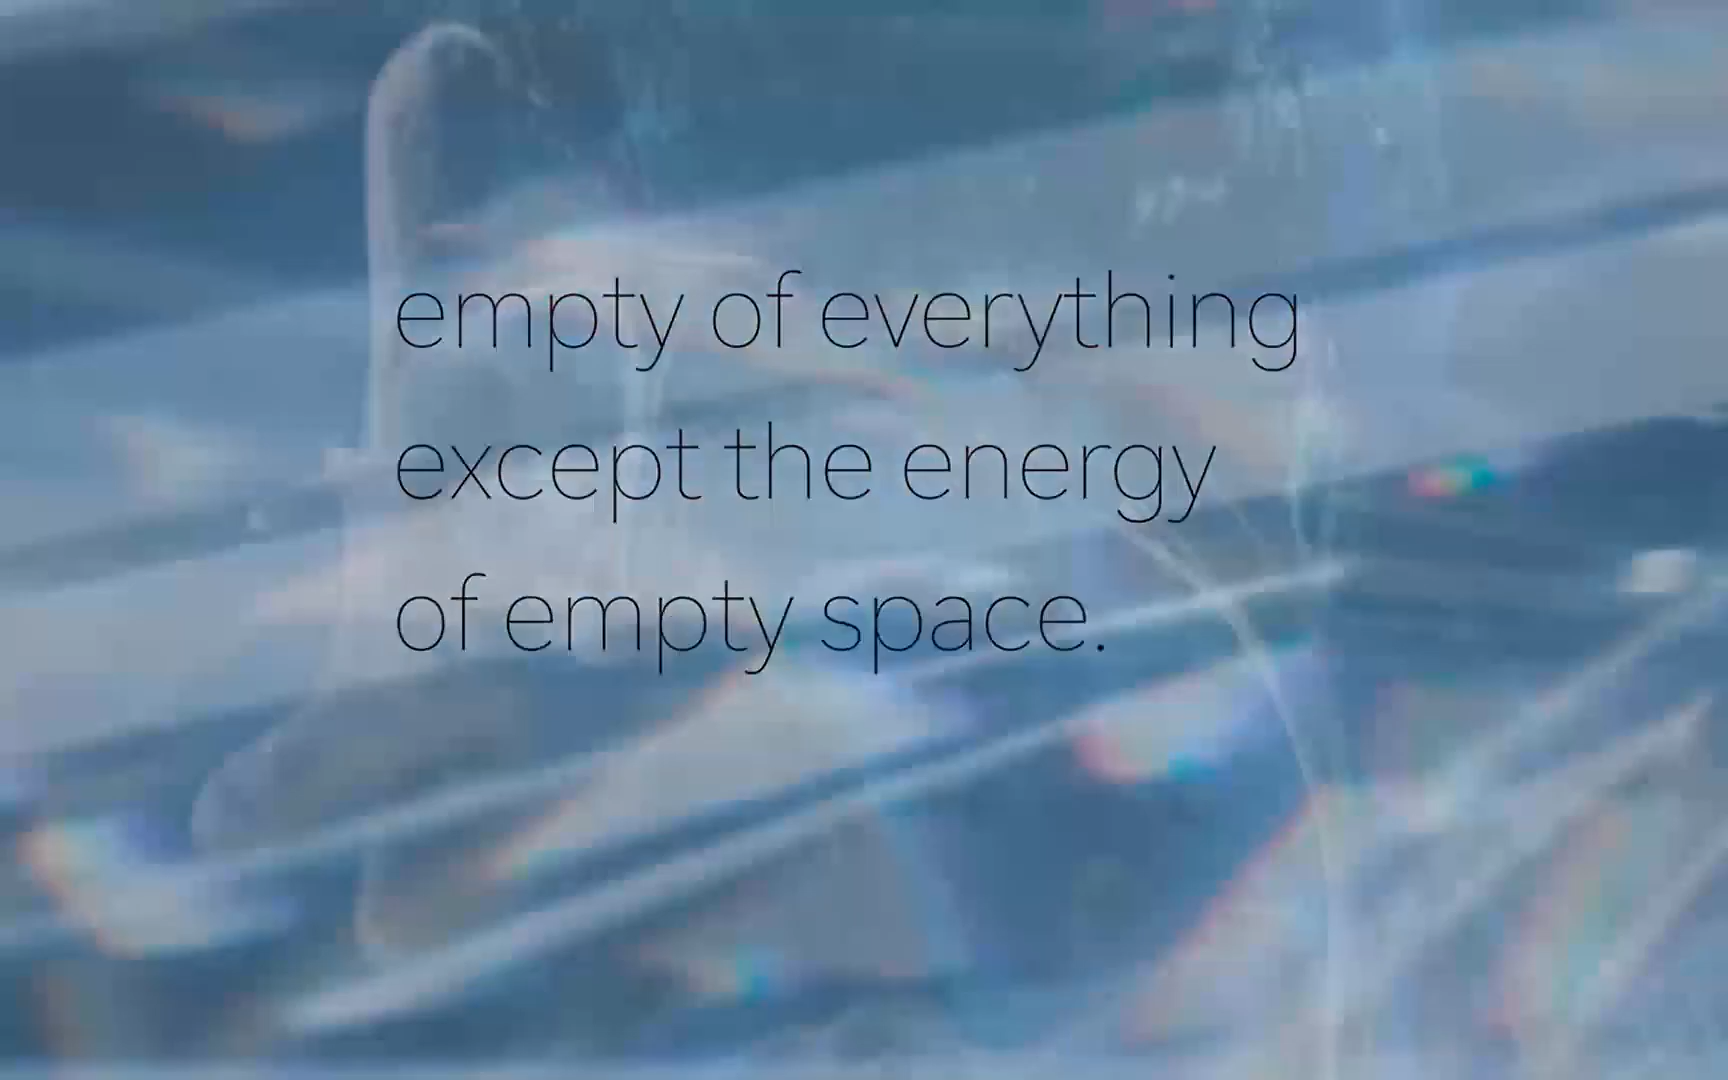 empty of everything
except the energy
of empty space.